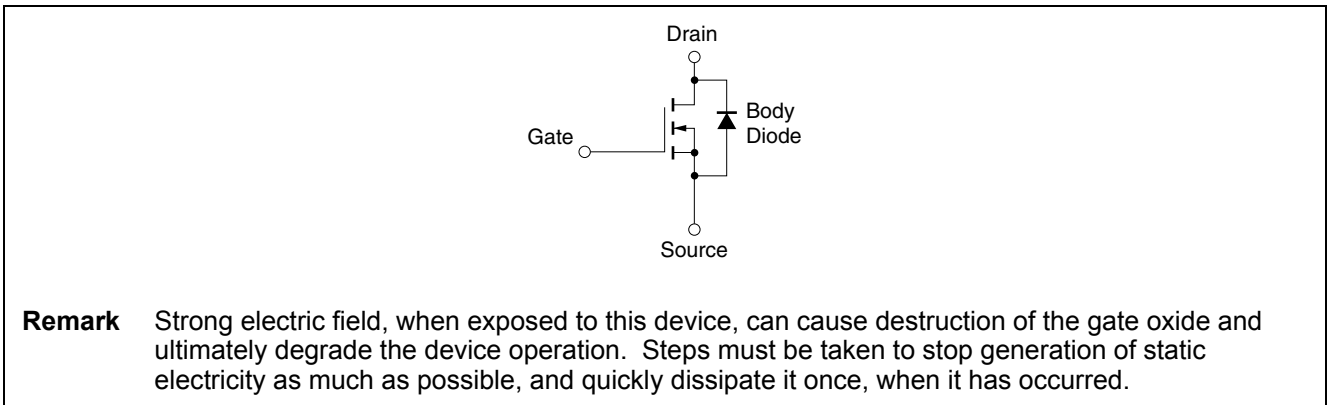 Drain
Body
Diode
Gate
Source
Remark Strong electric field, when exposed to this device, can cause destruction of the gate oxide and
ultimately degrade the device operation. Steps must be taken to stop generation of static
electricity as much as possible, and quickly dissipate it once, when it has occurred.